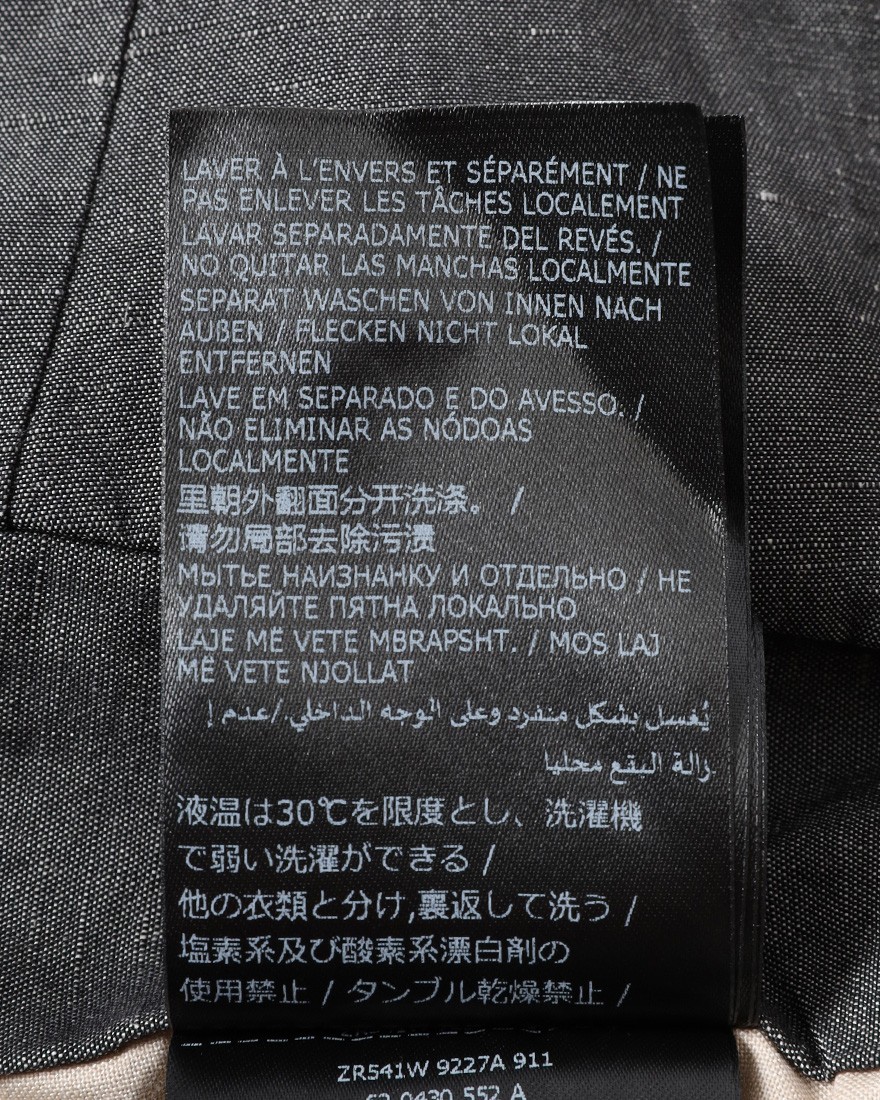 LAVER À L'ENVERS ET SÉPARÉMENT / NE
PAS ENLEVER LES TÂCHES LOCALEMENT
LAVAR SEPARADAMENTE DEL REVÉS. /
NO QUITAR LAS MANCHAS LOCALMENTE
SEPARAT WASCHEN VON INNEN NACH
AUßEN / FLECKEN NICHT LOKAL
ENTFERNEN
LAVE EM SEPARADO E DO AVESSO. /
NÃO ELIMINAR AS NÓDOAS
LOCALMENTE
里朝外翻面分开洗涤。 /
请勿局部去除污渍
МЫТЬЕ НАИЗНАНКУ И ОТДЕЛЬНО / НЕ
УДАЛЯЙТЕ ПЯТНА ЛОКАЛЬНО
LAJE MË VETE MBRAPSHT. / MOS LAJ
MË VETE NJOLLAT
يُغسل بشكل منفرد وعلى الوجه الداخلي /عدم إ
زالة البقع محليا.
液温は30℃を限度とし、洗濯機
で弱い洗濯ができる /
他の衣類と分け,裏返して洗う /
塩素系及び酸素系漂白剤の
使用禁止 / タンブル乾燥禁止 /
ZR541W 9227A 911
62 0430 552 A